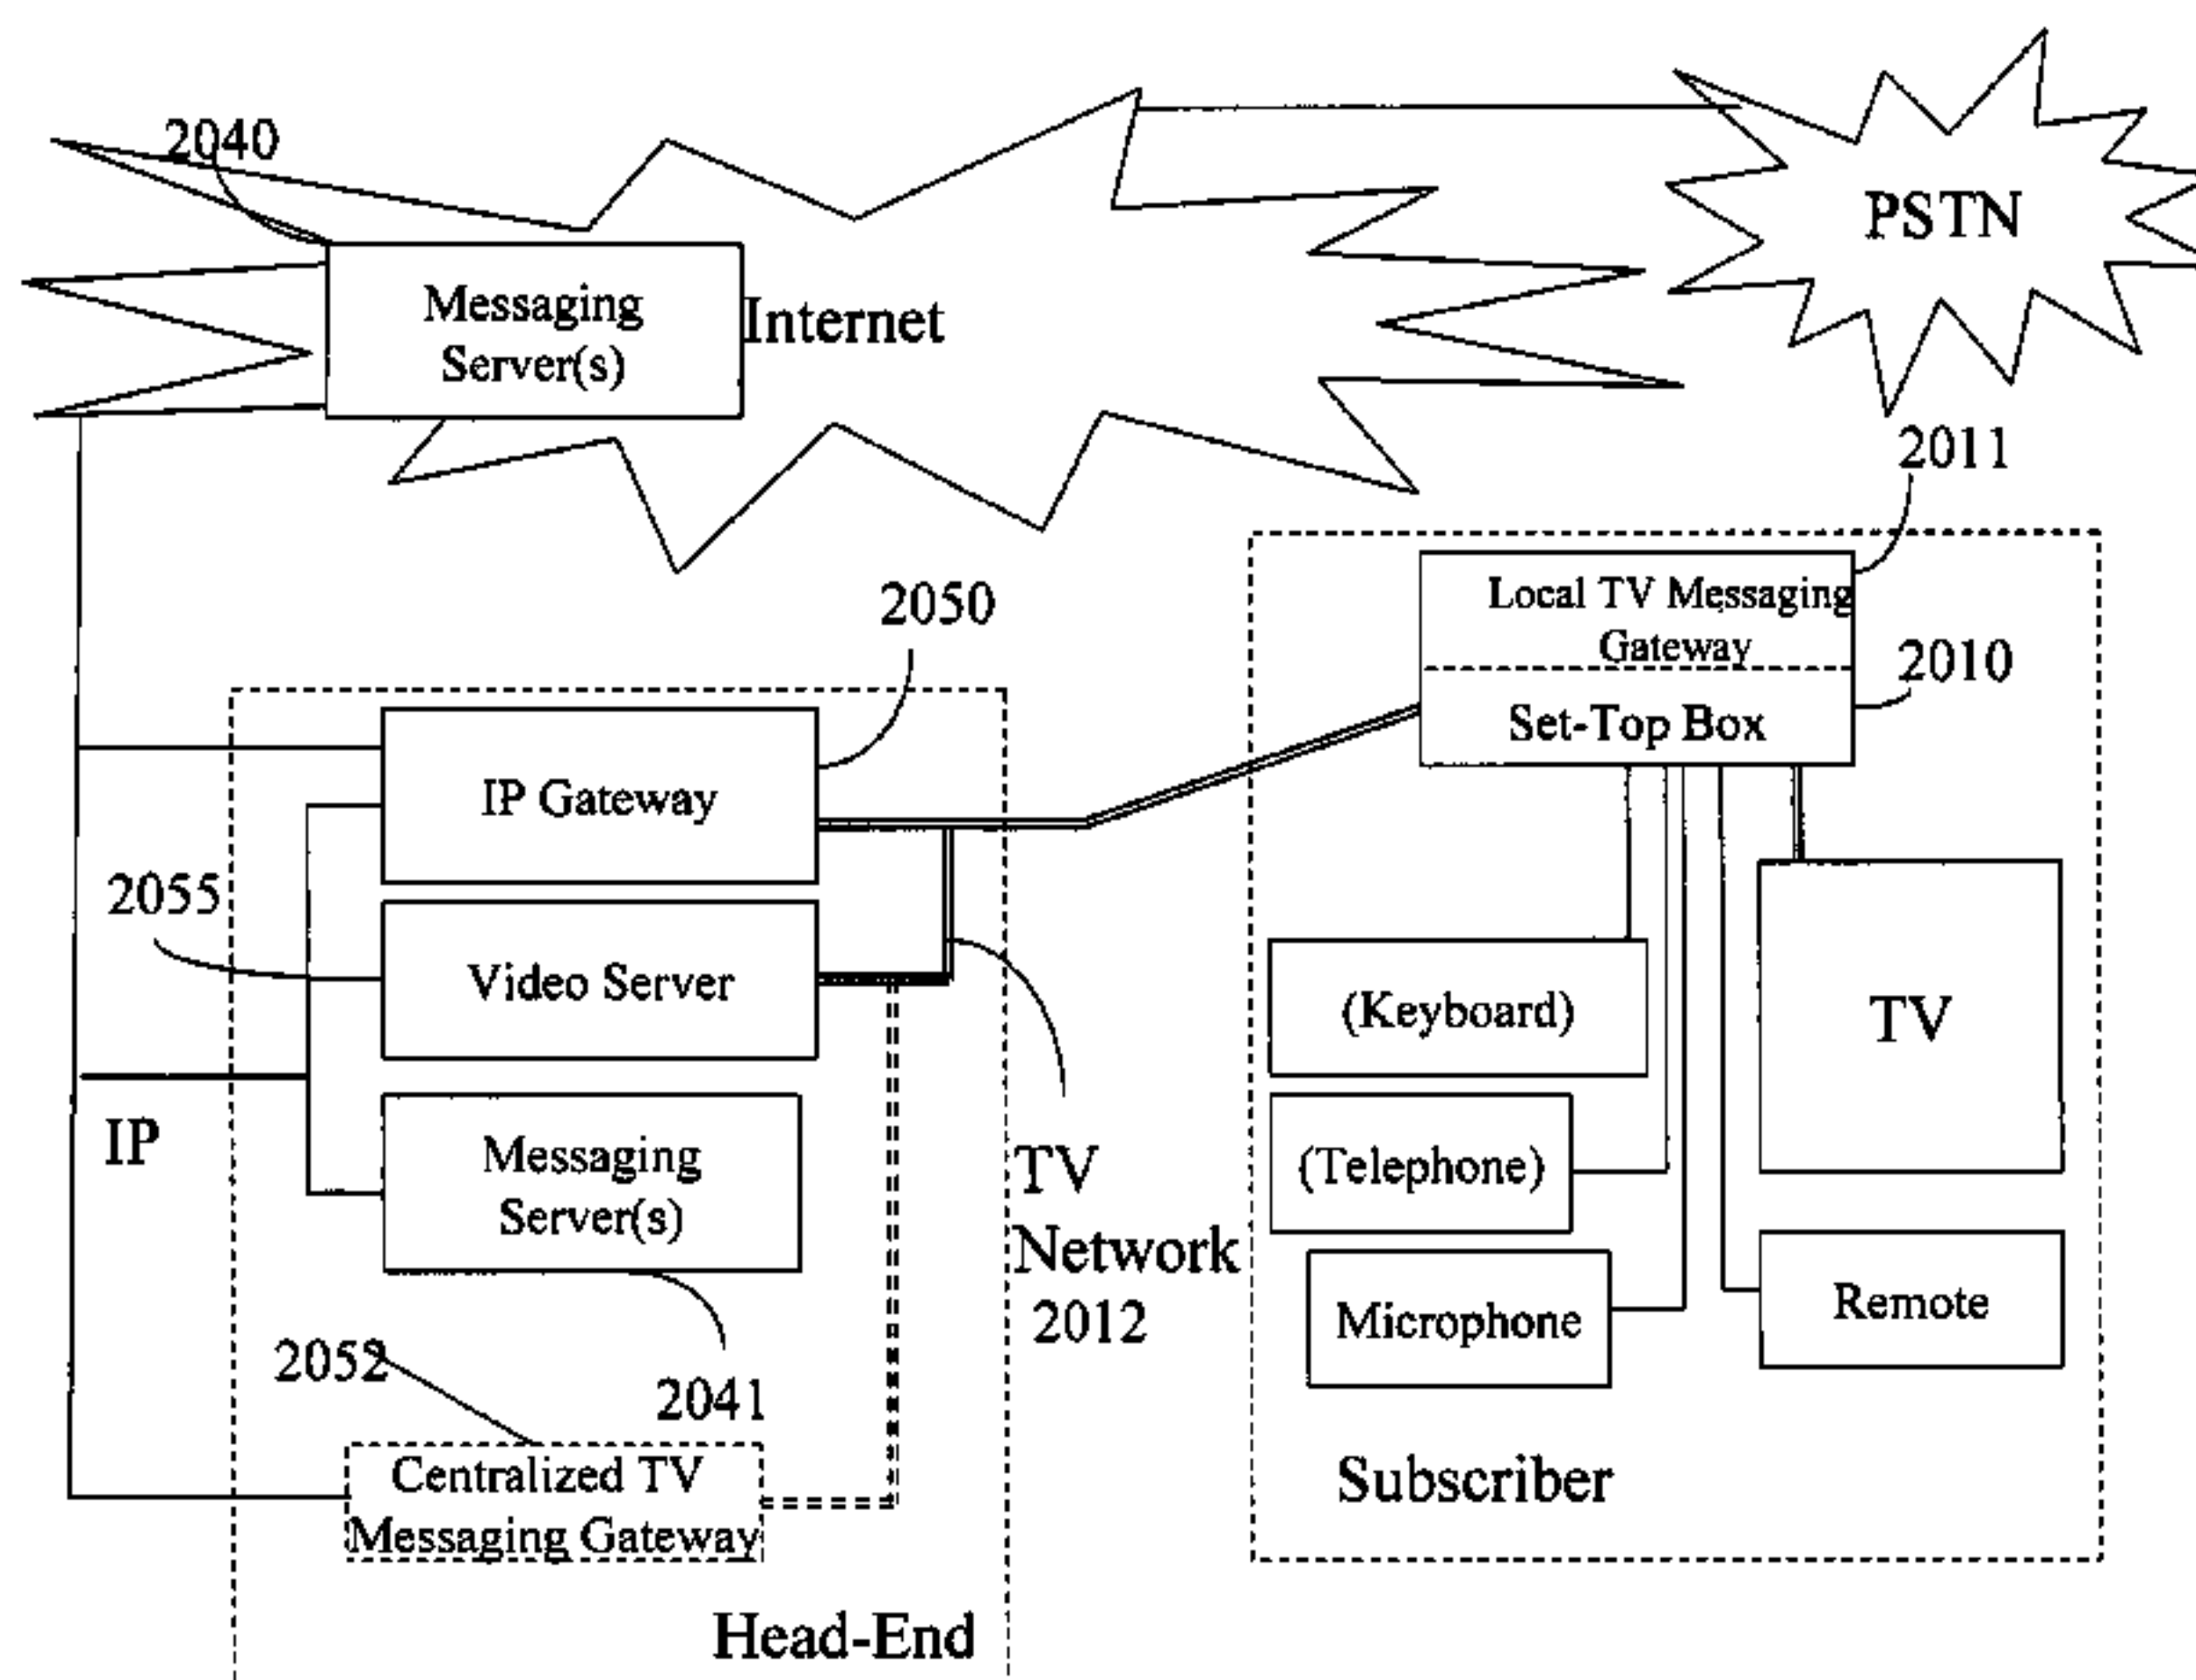 2040
PSTN
Messaging
Server(s)
Internet
2011
2050
Local TV Messaging
Gateway
2010
Set-Top Box
IP Gateway
2055
Video Server
(Keyboard)
TV
IP
Messaging
Server(s)
TV
Network
2012
(Telephone)
Microphone
Remote
2052
2041
Centralized TV
Messaging Gateway
Subscriber
Head-End